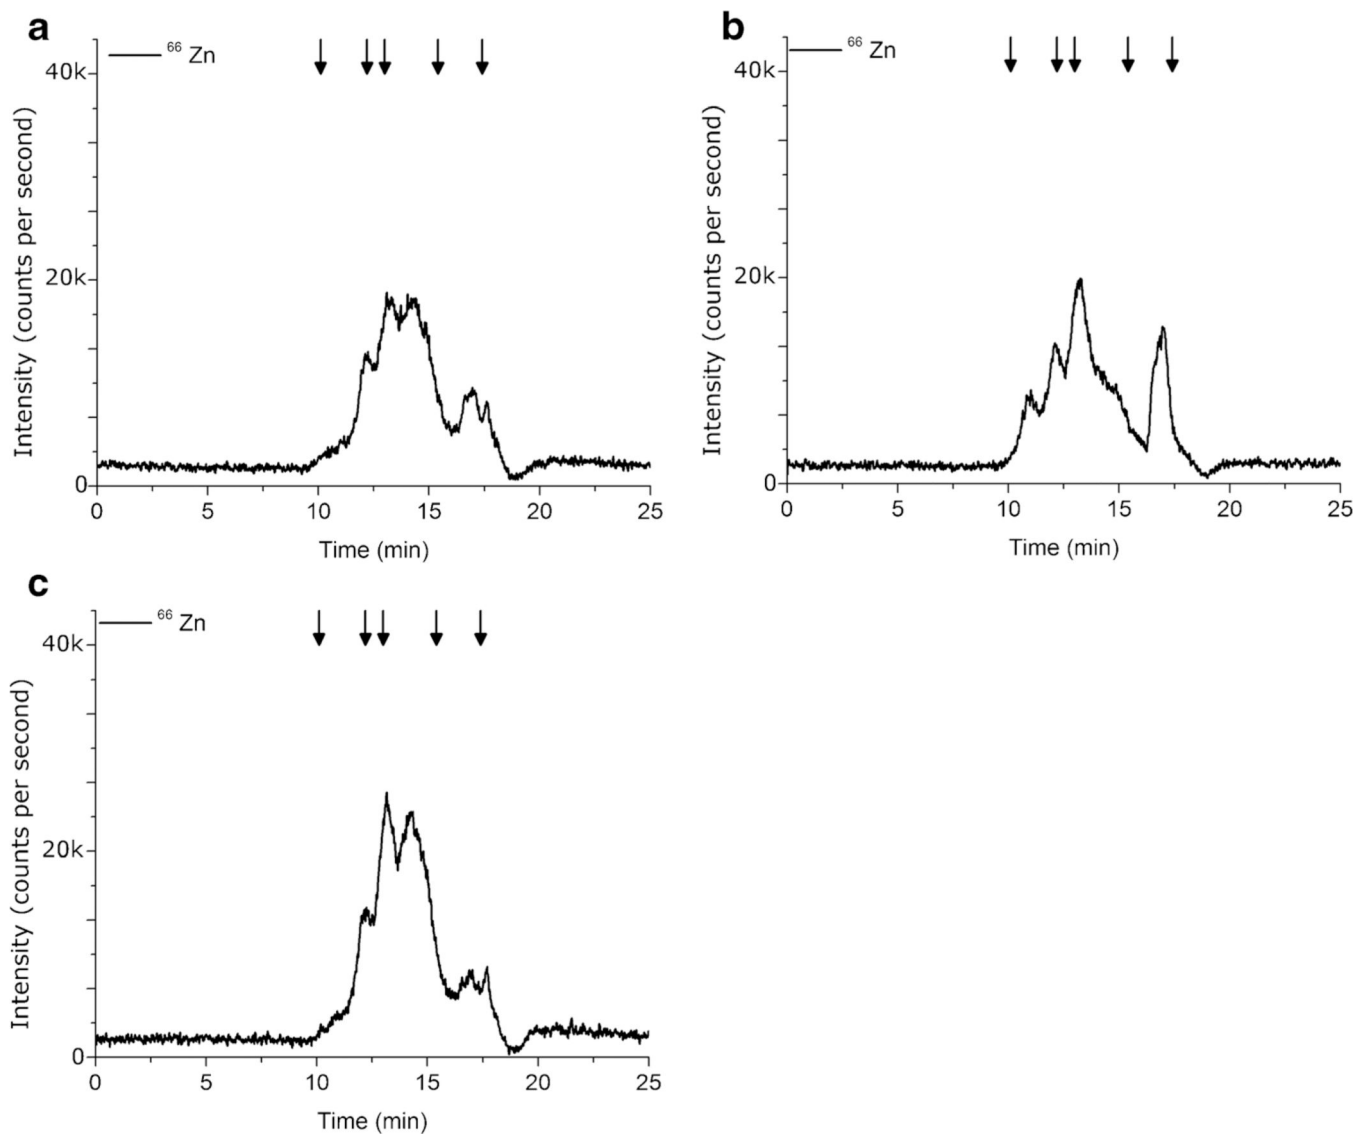 a
⁶⁶ Zn
40k
20k
0
Intensity (counts per second)
0 5 10 15 20 25
Time (min)
b
⁶⁶ Zn
40k
20k
0
Intensity (counts per second)
0 5 10 15 20 25
Time (min)
c
⁶⁶ Zn
40k
20k
0
Intensity (counts per second)
0 5 10 15 20 25
Time (min)